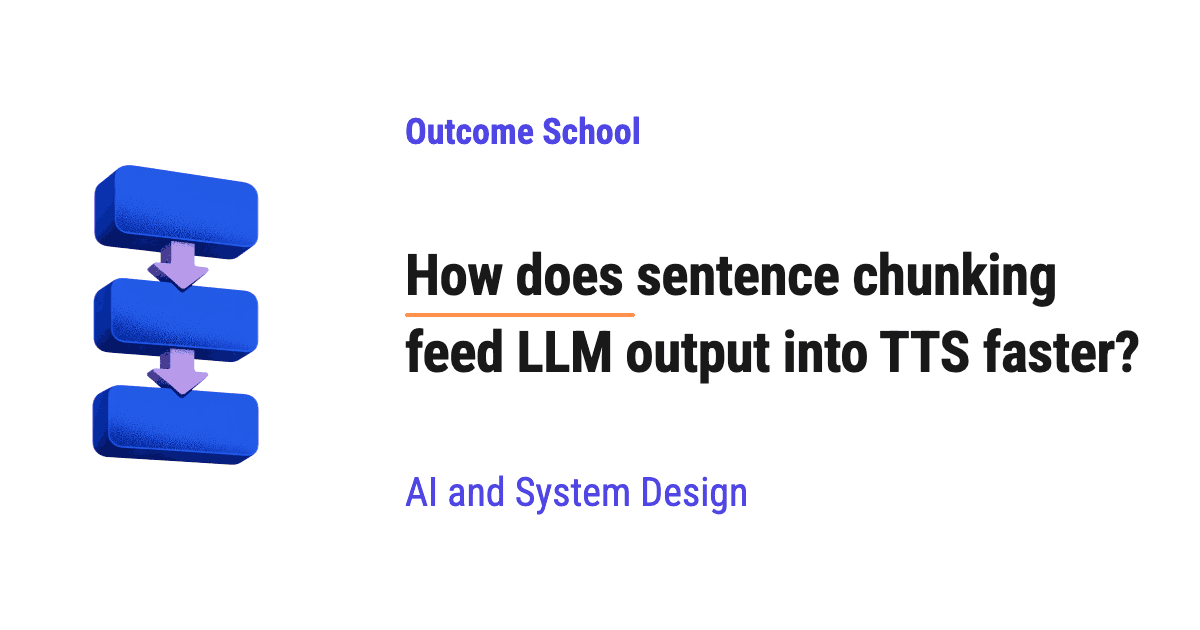 Outcome School
How does sentence chunking
feed LLM output into TTS faster?
AI and System Design